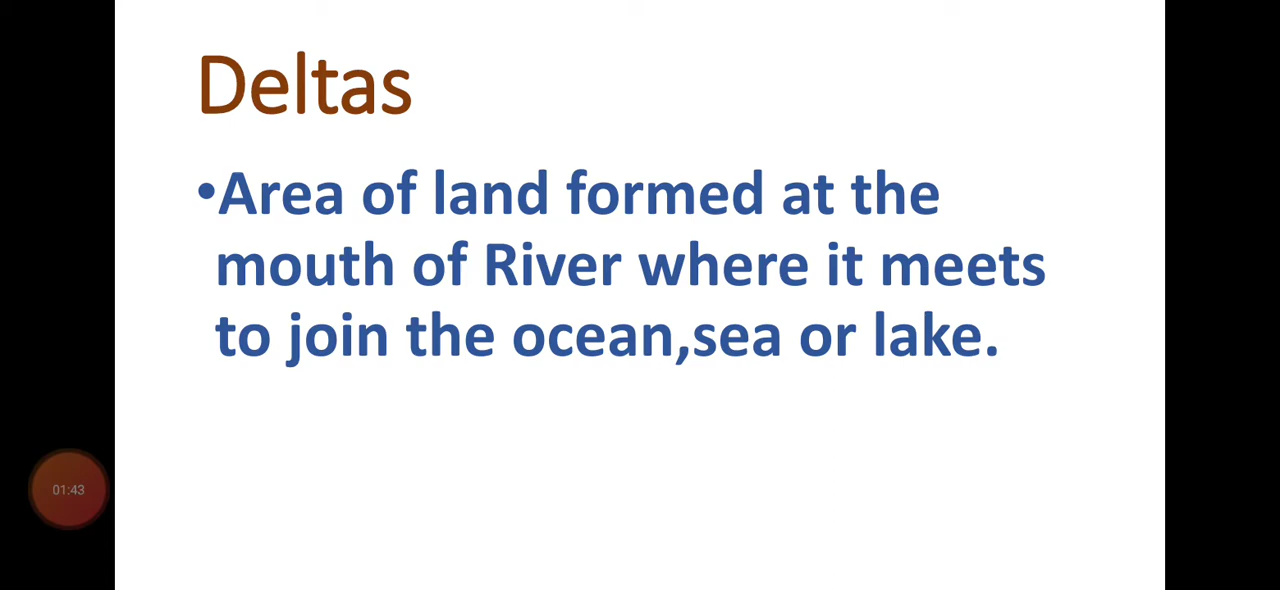 Deltas
•Area of land formed at the
mouth of River where it meets
to join the ocean,sea or lake.
01:43